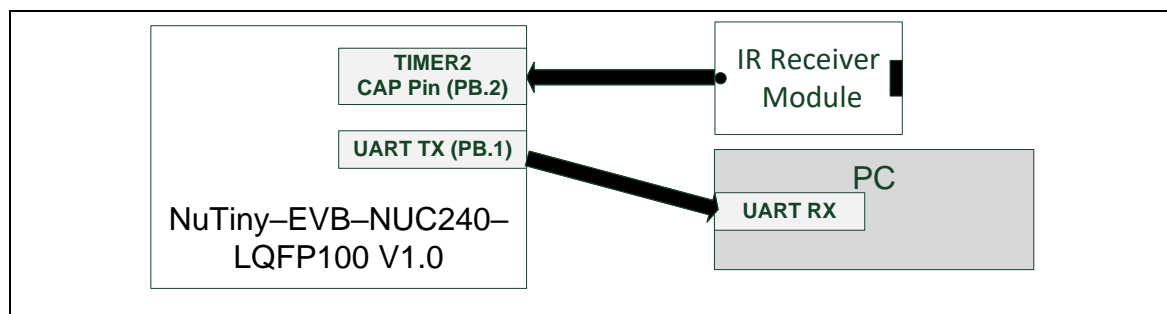 TIMER2
CAP Pin (PB.2)
UART TX (PB.1)
NuTiny–EVB–NUC240–
LQFP100 V1.0
IR Receiver
Module
PC
UART RX